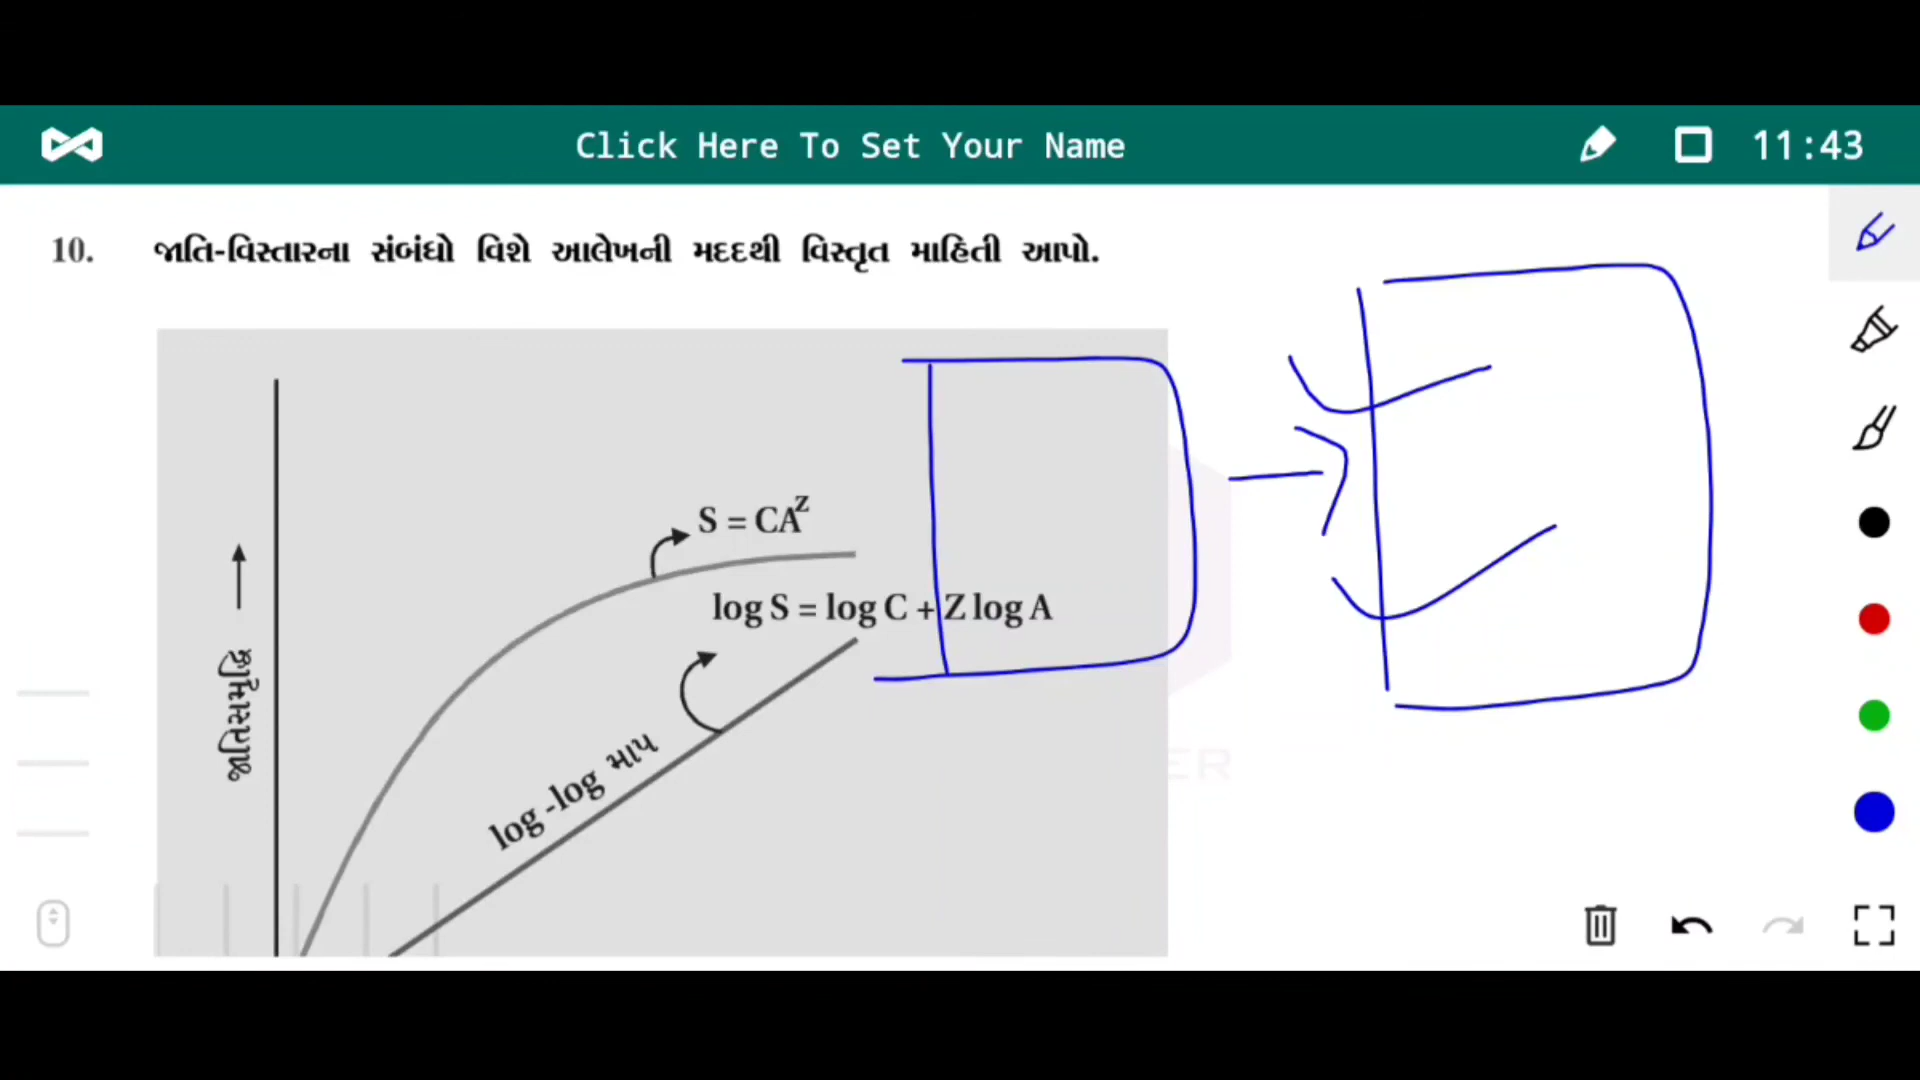 Click Here To Set Your Name
11:43
10. જાતિ-વિસ્તારના સંબંધો વિશે આલેખની મદદથી વિસ્તૃત માહિતી આપો.
S = CA^Z
log S = log C + Z log A
log -log માપ
જાતિસમૃદ્ધિ
ER